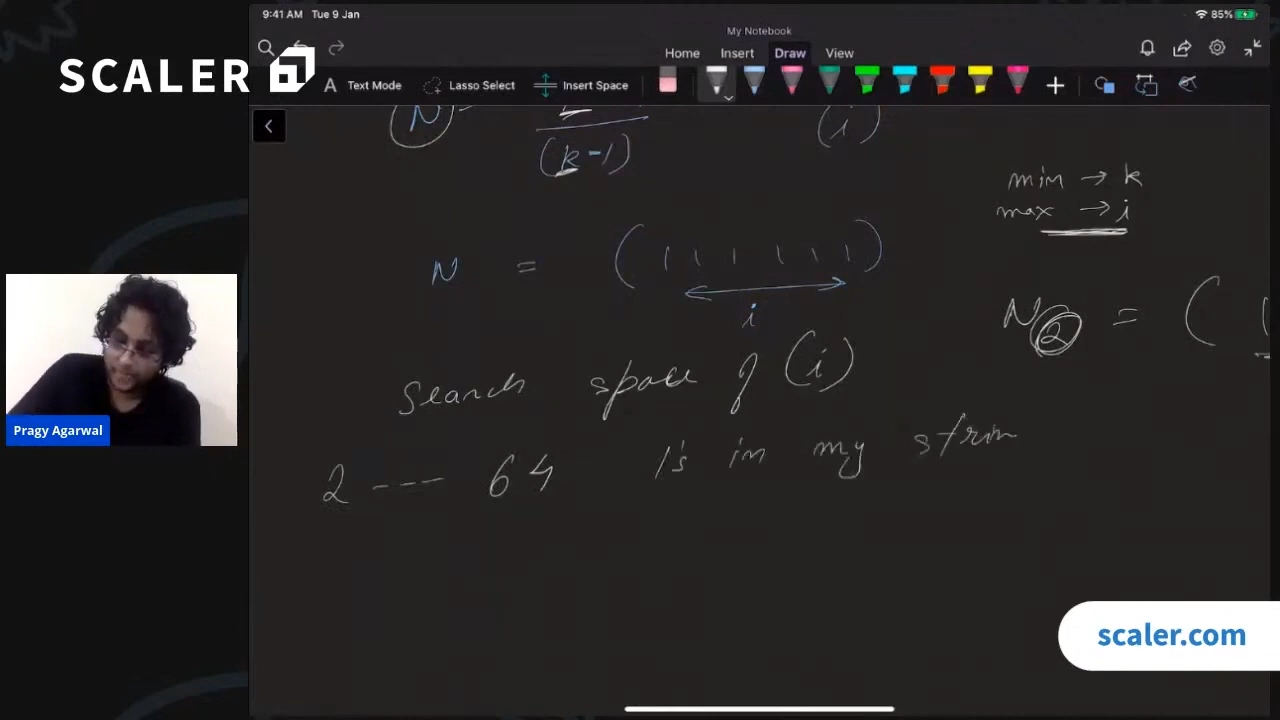 9:41 AM Tue 9 Jan
85%
My Notebook
SCALER
Home Insert Draw View
Text Mode Lasso Select Insert Space
N =
(k-1)
(i)
min → k
max → i
N = ( 1 1 1 1 1 1 )
i
N2 = (
Search space of (i)
2 --- 64 1's in my strin
Pragy Agarwal
scaler.com